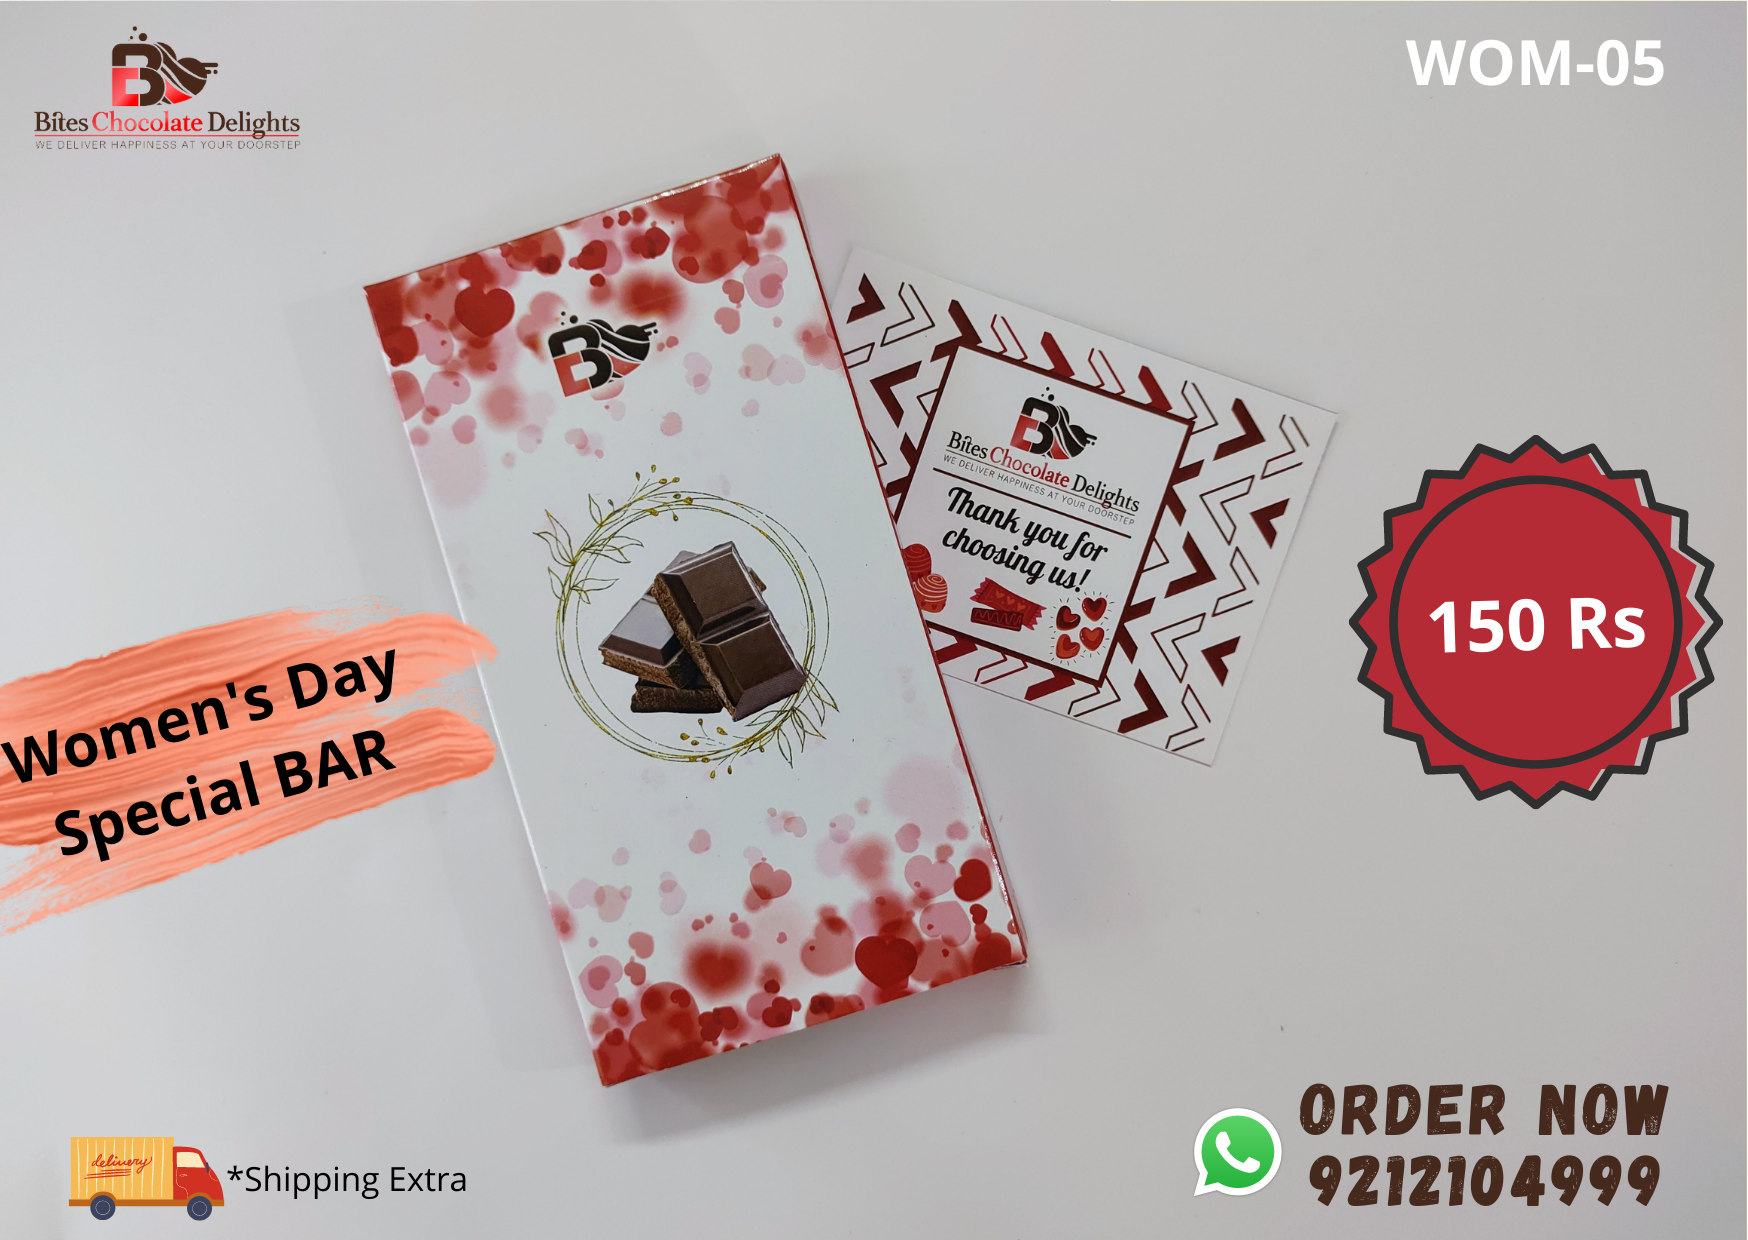 Bites Chocolate Delights
WE DELIVER HAPPINESS AT YOUR DOORSTEP
WOM-05
Bites Chocolate Delights
WE DELIVER HAPPINESS AT YOUR DOORSTEP
Thank you for
choosing us!
150 Rs
Women's Day
Special BAR
delivery
*Shipping Extra
ORDER NOW
9212104999